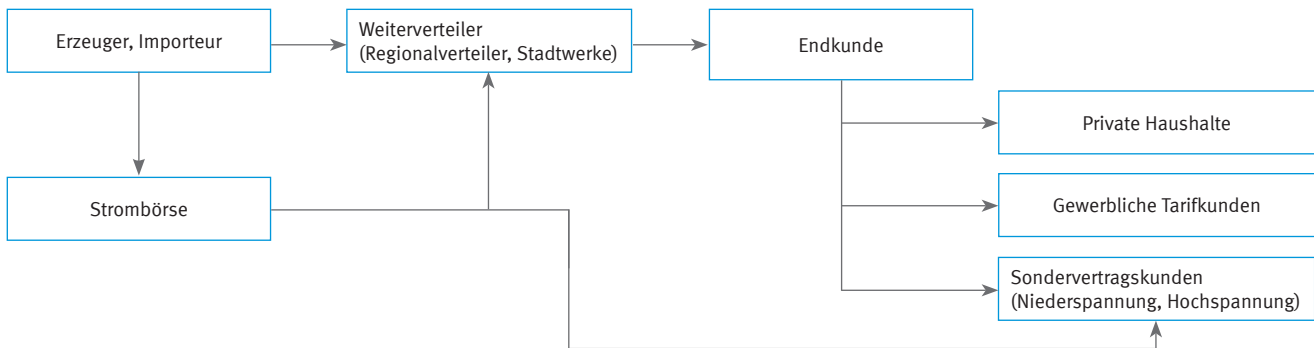 Erzeuger, Importeur
Weiterverteiler
(Regionalverteiler, Stadtwerke)
Endkunde
Private Haushalte
Strombörse
Gewerbliche Tarifkunden
Sondervertragskunden
(Niederspannung, Hochspannung)